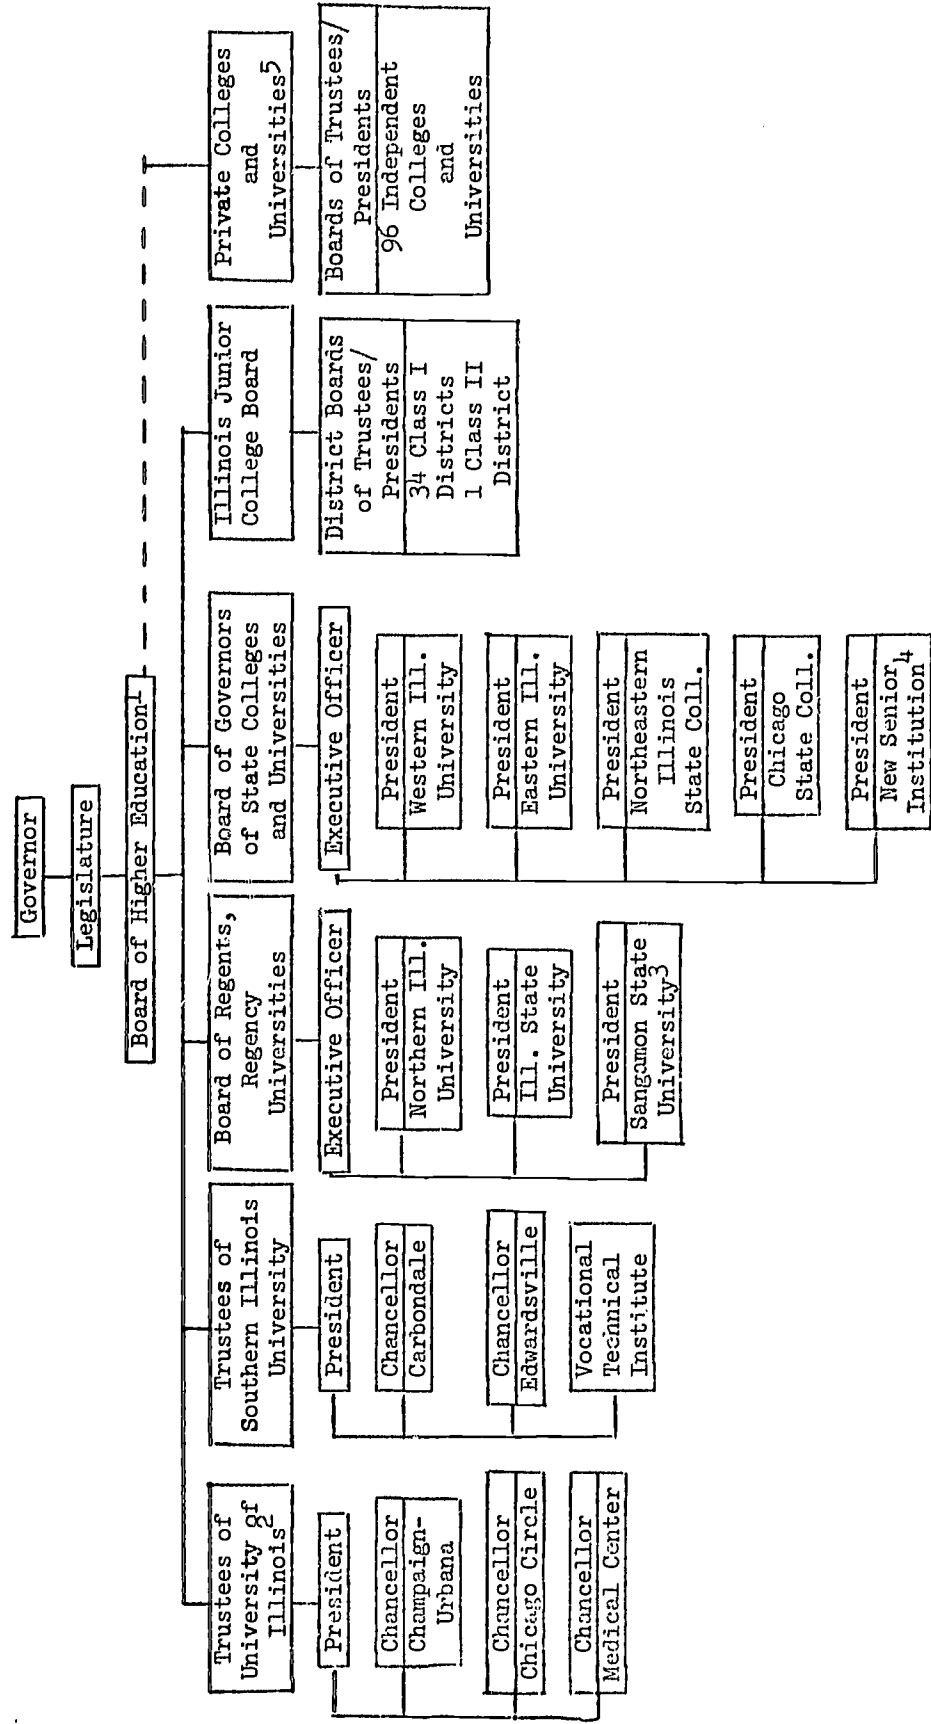 Governor
Legislature
Board of Higher Education1
Trustees of
University of
Illinois2
President
Chancellor
Champaign-
Urbana
Chancellor
Chicago Circle
Chancellor
Medical Center
Trustees of
Southern Illinois
University
President
Chancellor
Carbondale
Chancellor
Edwardsville
Vocational
Technical
Institute
Board of Regents,
Regency
Universities
Executive Officer
President
Northern Ill.
University
President
Ill. State
University
President
Sangamon State
University3
Board of Governors
of State Colleges
and Universities
Executive Officer
President
Western Ill.
University
President
Eastern Ill.
University
President
Northeastern
Illinois
State Coll.
President
Chicago
State Coll.
President
New Senior
Institution4
Illinois Junior
College Board
District Boards
of Trustees/
Presidents
34 Class I
Districts
1 Class II
District
Private Colleges
and
Universities5
Boards of Trustees/
Presidents
96 Independent
Colleges
and
Universities